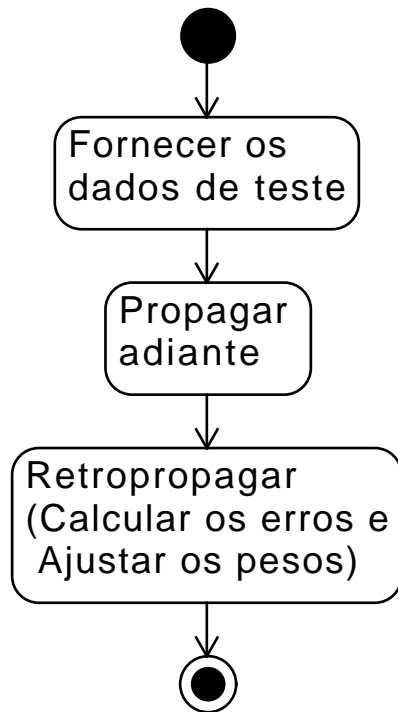 Fornecer os
dados de teste
Propagar
adiante
Retropropagar
(Calcular os erros e
Ajustar os pesos)